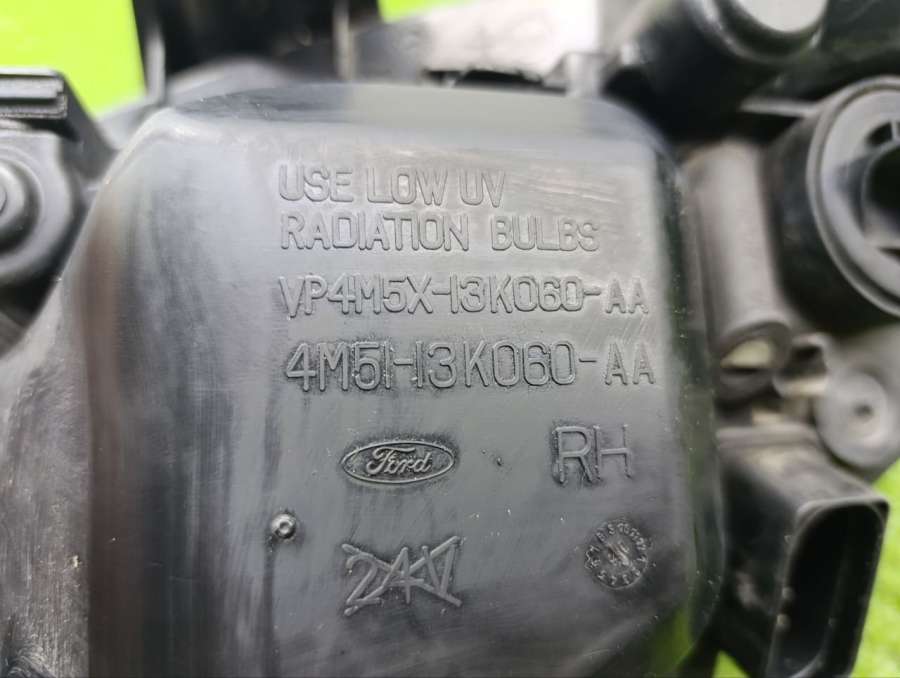 USE LOW UV
RADIATION BULBS
VP4M5X-13K060-AA
4M51-13K060-AA
Ford
RH